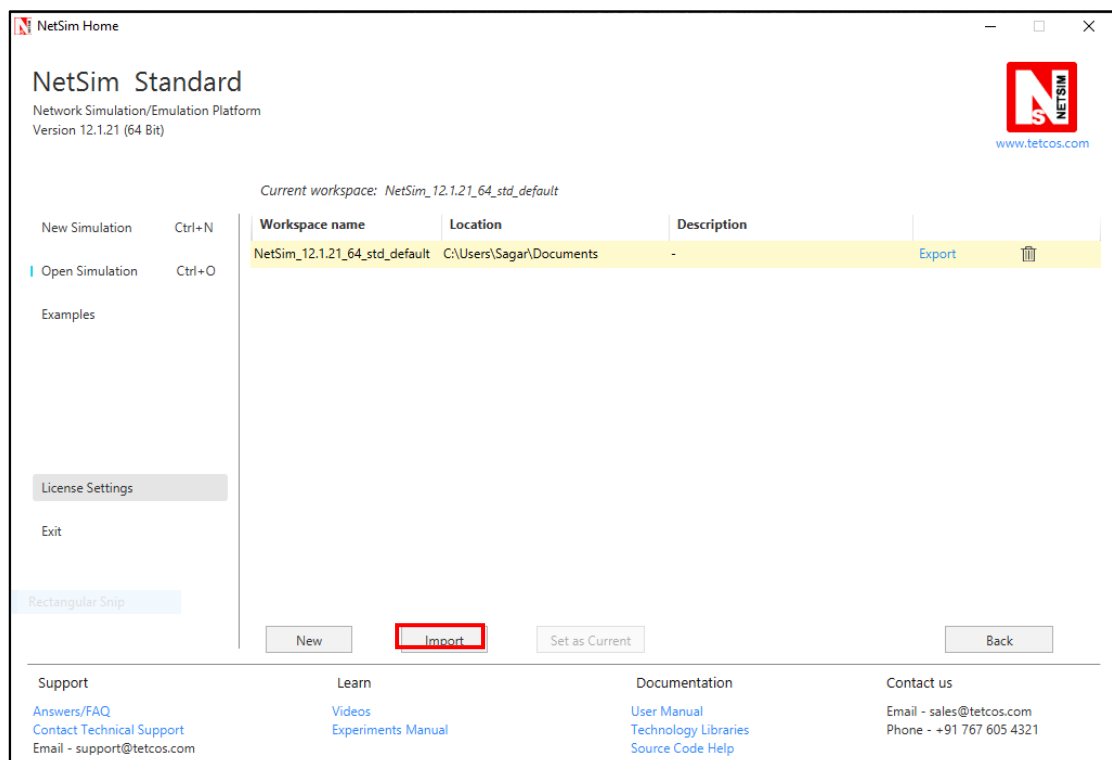 NetSim Home
NetSim Standard
Network Simulation/Emulation Platform
Version 12.1.21 (64 Bit)
NS NETSIM
www.tetcos.com
Current workspace: NetSim_12.1.21_64_std_default
New Simulation Ctrl+N
Open Simulation Ctrl+O
Examples
License Settings
Exit
Rectangular Snip
Workspace name Location Description
NetSim_12.1.21_64_std_default C:\Users\Sagar\Documents - Export
New Import Set as Current Back
Support
Answers/FAQ
Contact Technical Support
Email - support@tetcos.com
Learn
Videos
Experiments Manual
Documentation
User Manual
Technology Libraries
Source Code Help
Contact us
Email - sales@tetcos.com
Phone - +91 767 605 4321